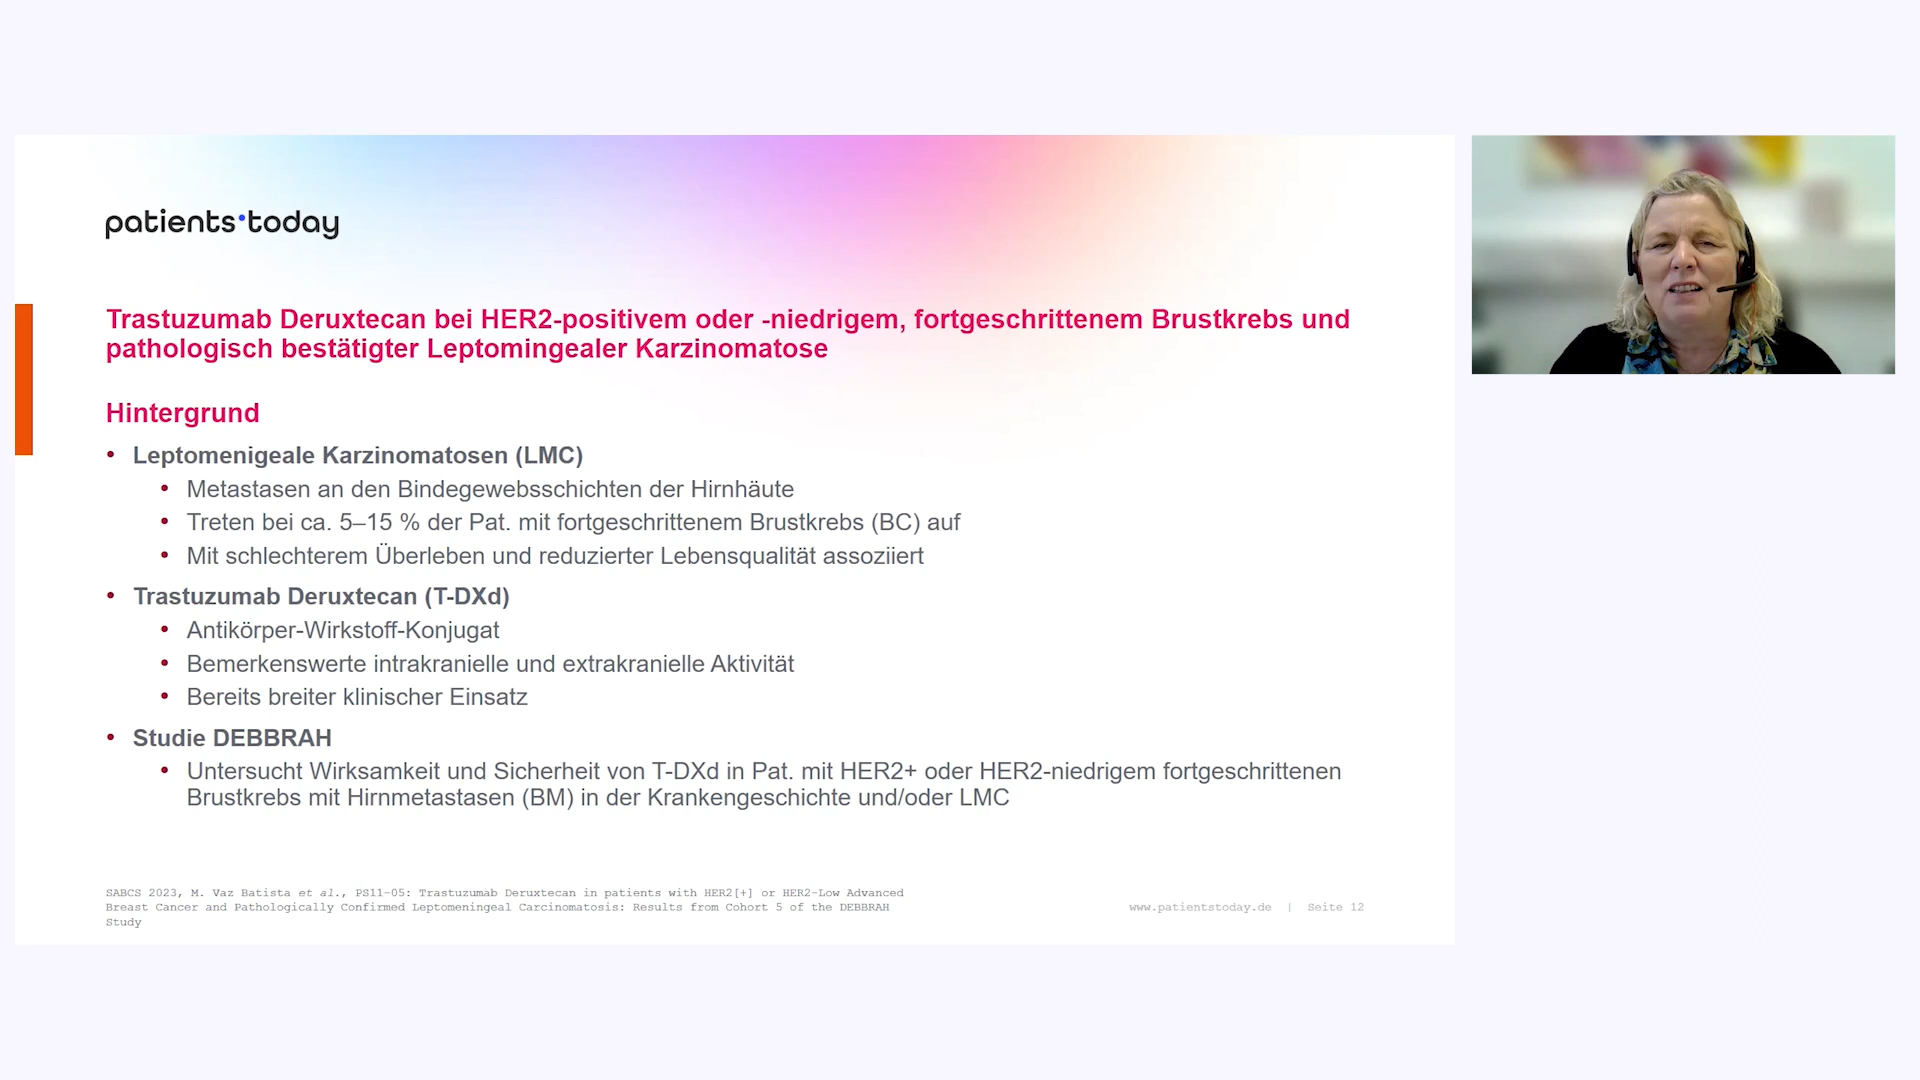 patients•today
Trastuzumab Deruxtecan bei HER2-positivem oder -niedrigem, fortgeschrittenem Brustkrebs und
pathologisch bestätigter Leptomingealer Karzinomatose
Hintergrund
• Leptomenigeale Karzinomatosen (LMC)
• Metastasen an den Bindegewebsschichten der Hirnhäute
• Treten bei ca. 5–15 % der Pat. mit fortgeschrittenem Brustkrebs (BC) auf
• Mit schlechterem Überleben und reduzierter Lebensqualität assoziiert
• Trastuzumab Deruxtecan (T-DXd)
• Antikörper-Wirkstoff-Konjugat
• Bemerkenswerte intrakranielle und extrakranielle Aktivität
• Bereits breiter klinischer Einsatz
• Studie DEBBRAH
• Untersucht Wirksamkeit und Sicherheit von T-DXd in Pat. mit HER2+ oder HER2-niedrigem fortgeschrittenen
Brustkrebs mit Hirnmetastasen (BM) in der Krankengeschichte und/oder LMC
SABCS 2023, M. Vaz Batista et al., PS11-05: Trastuzumab Deruxtecan in patients with HER2[+] or HER2-Low Advanced
Breast Cancer and Pathologically Confirmed Leptomeningeal Carcinomatosis: Results from Cohort 5 of the DEBBRAH
Study
www.patientstoday.de | Seite 12